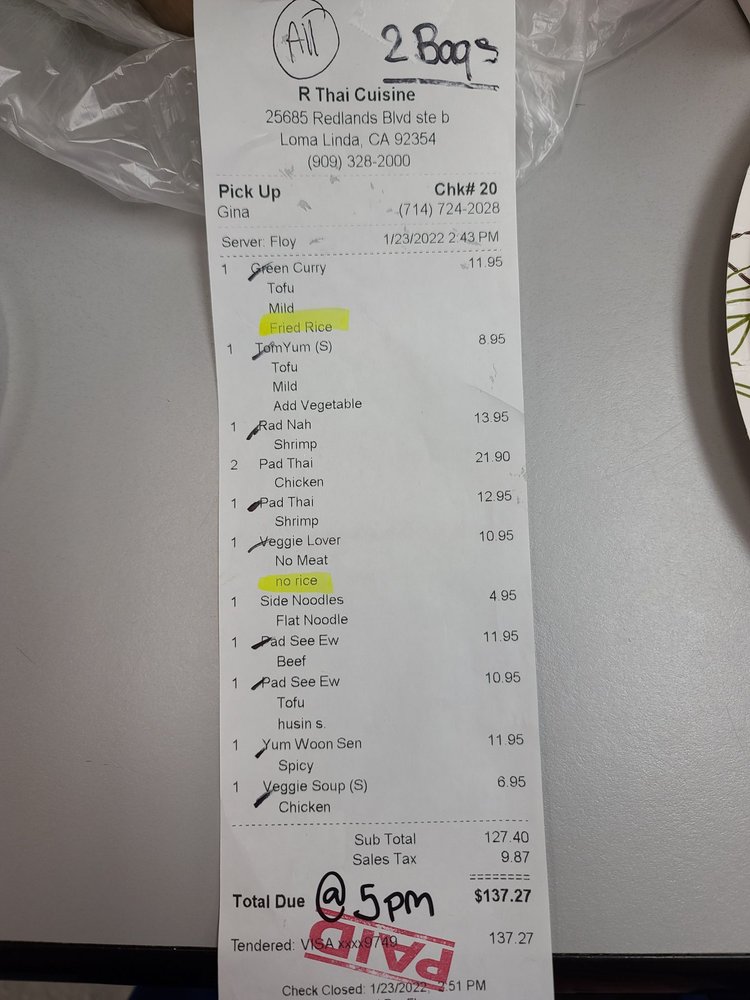 All
2 Bags
R Thai Cuisine
25685 Redlands Blvd ste b
Loma Linda, CA 92354
(909) 328-2000
Pick Up Chk# 20
Gina (714) 724-2028
Server: Floy 1/23/2022 2:43 PM
1 Green Curry 11.95
Tofu
Mild
Fried Rice
1 TomYum (S) 8.95
Tofu
Mild
Add Vegetable
1 Rad Nah 13.95
Shrimp
2 Pad Thai 21.90
Chicken
1 Pad Thai 12.95
Shrimp
1 Veggie Lover 10.95
No Meat
no rice
1 Side Noodles 4.95
Flat Noodle
1 Pad See Ew 11.95
Beef
1 Pad See Ew 10.95
Tofu
husin s.
1 Yum Woon Sen 11.95
Spicy
1 Veggie Soup (S) 6.95
Chicken
Sub Total 127.40
Sales Tax 9.87
Total Due @ 5pm $137.27
Tendered: VISA xxxx9749 137.27
PAID
Check Closed: 1/23/2022, 2:51 PM